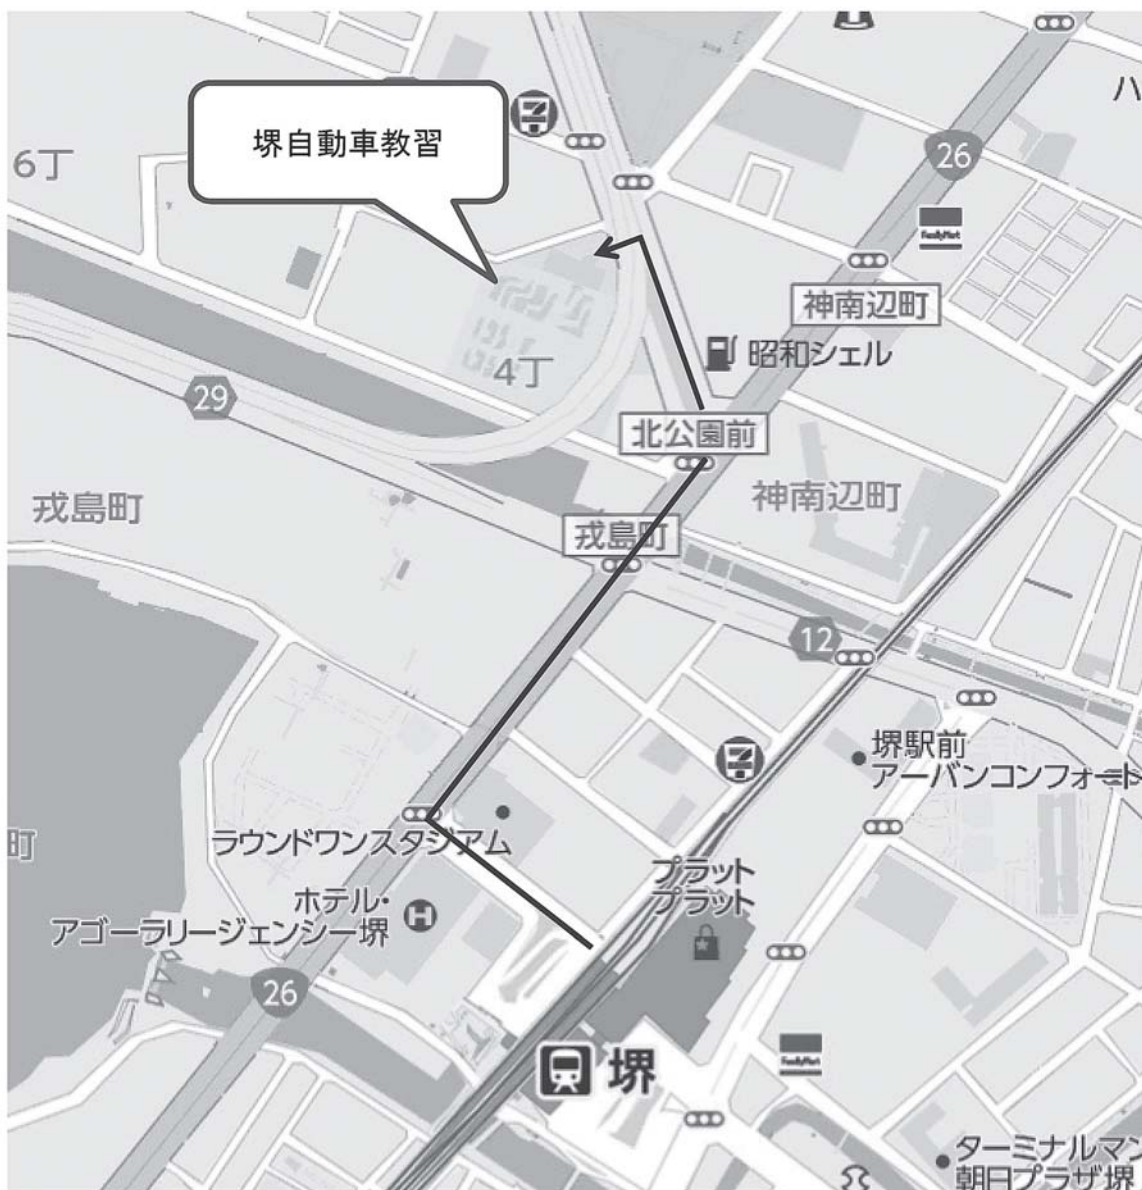 ハ
堺自動車教習
6丁
26
FamilyMart
神南辺町
昭和シェル
4丁
29
北公園前
神南辺町
戎島町
戎島町
12
堺駅前
アーバンコンフォート
ラウンドワンスタジアム
町
プラット
プラット
ホテル・
アゴーラリージェンシー堺
H
26
堺
FamilyMart
ターミナルマン
朝日プラザ堺